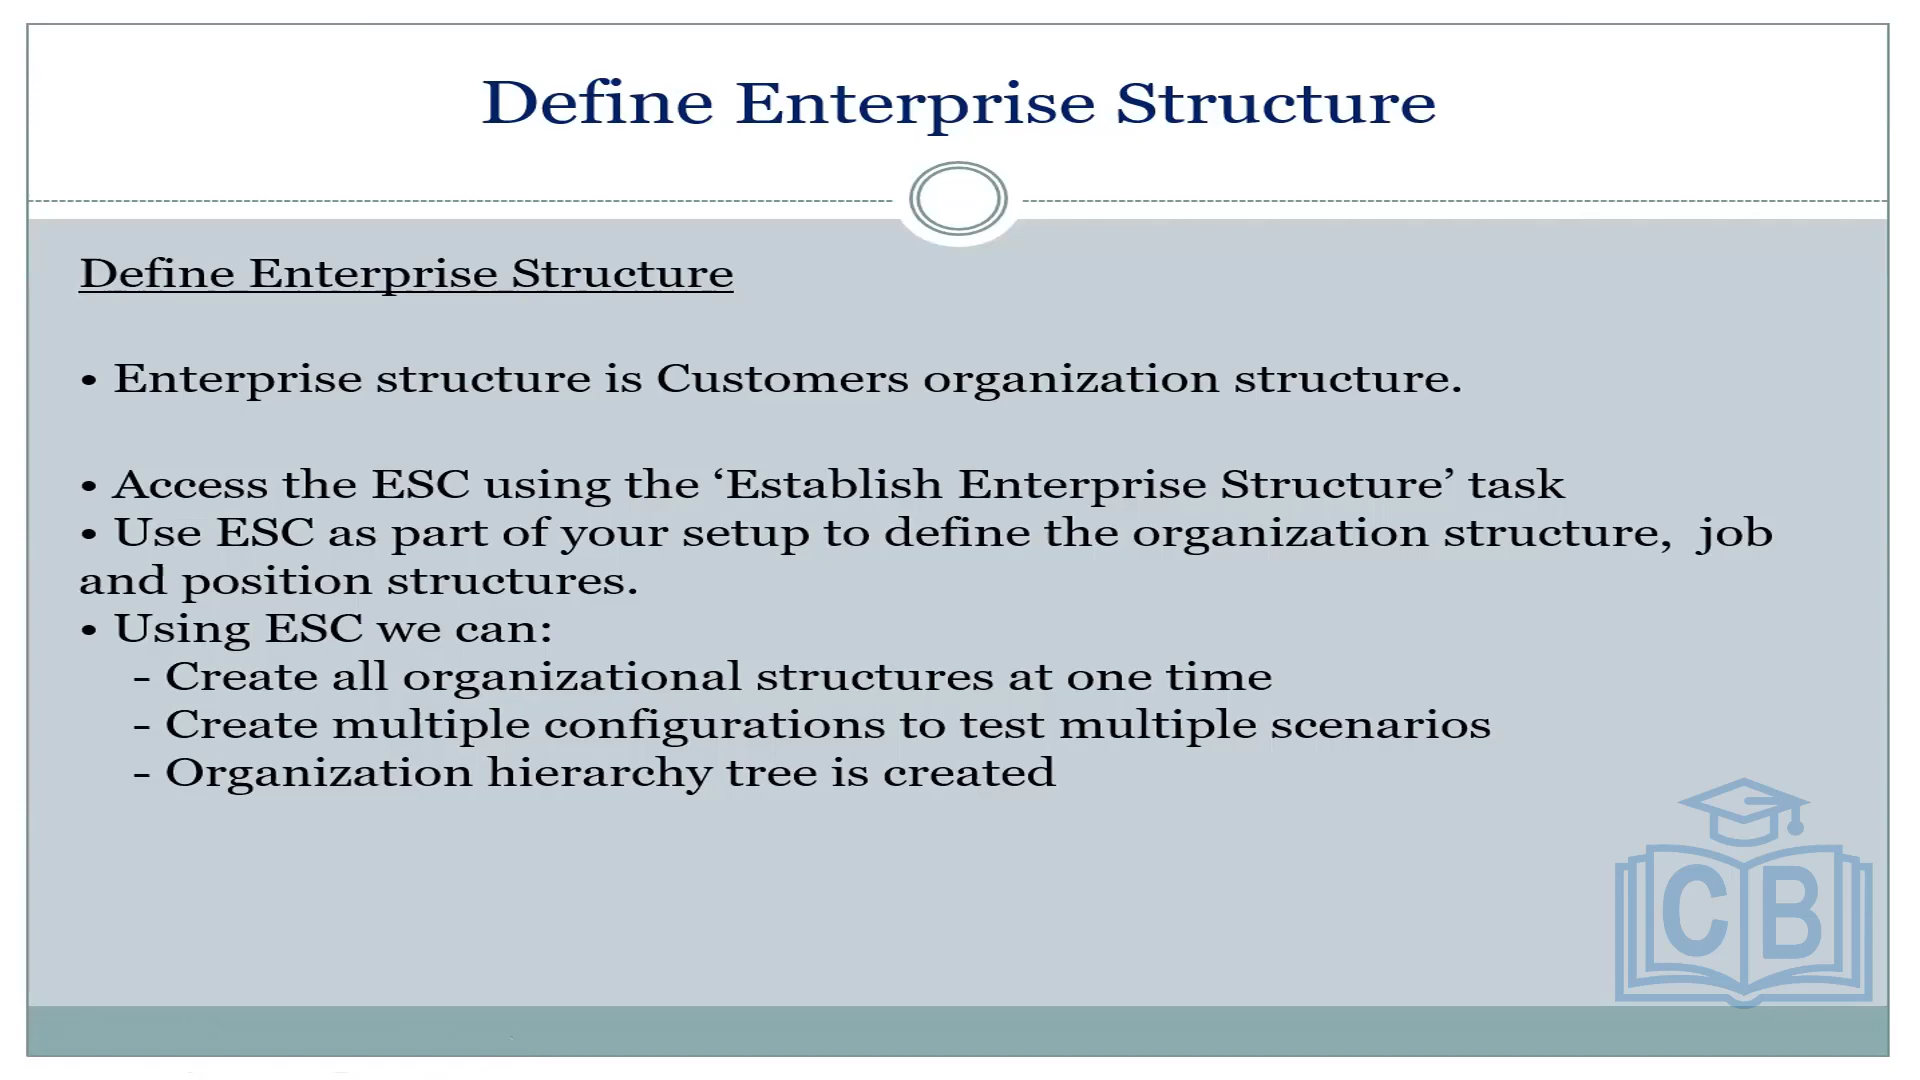 Define Enterprise Structure
Define Enterprise Structure
• Enterprise structure is Customers organization structure.
• Access the ESC using the ‘Establish Enterprise Structure’ task
• Use ESC as part of your setup to define the organization structure,  job
and position structures.
• Using ESC we can:
- Create all organizational structures at one time
- Create multiple configurations to test multiple scenarios
- Organization hierarchy tree is created
CB